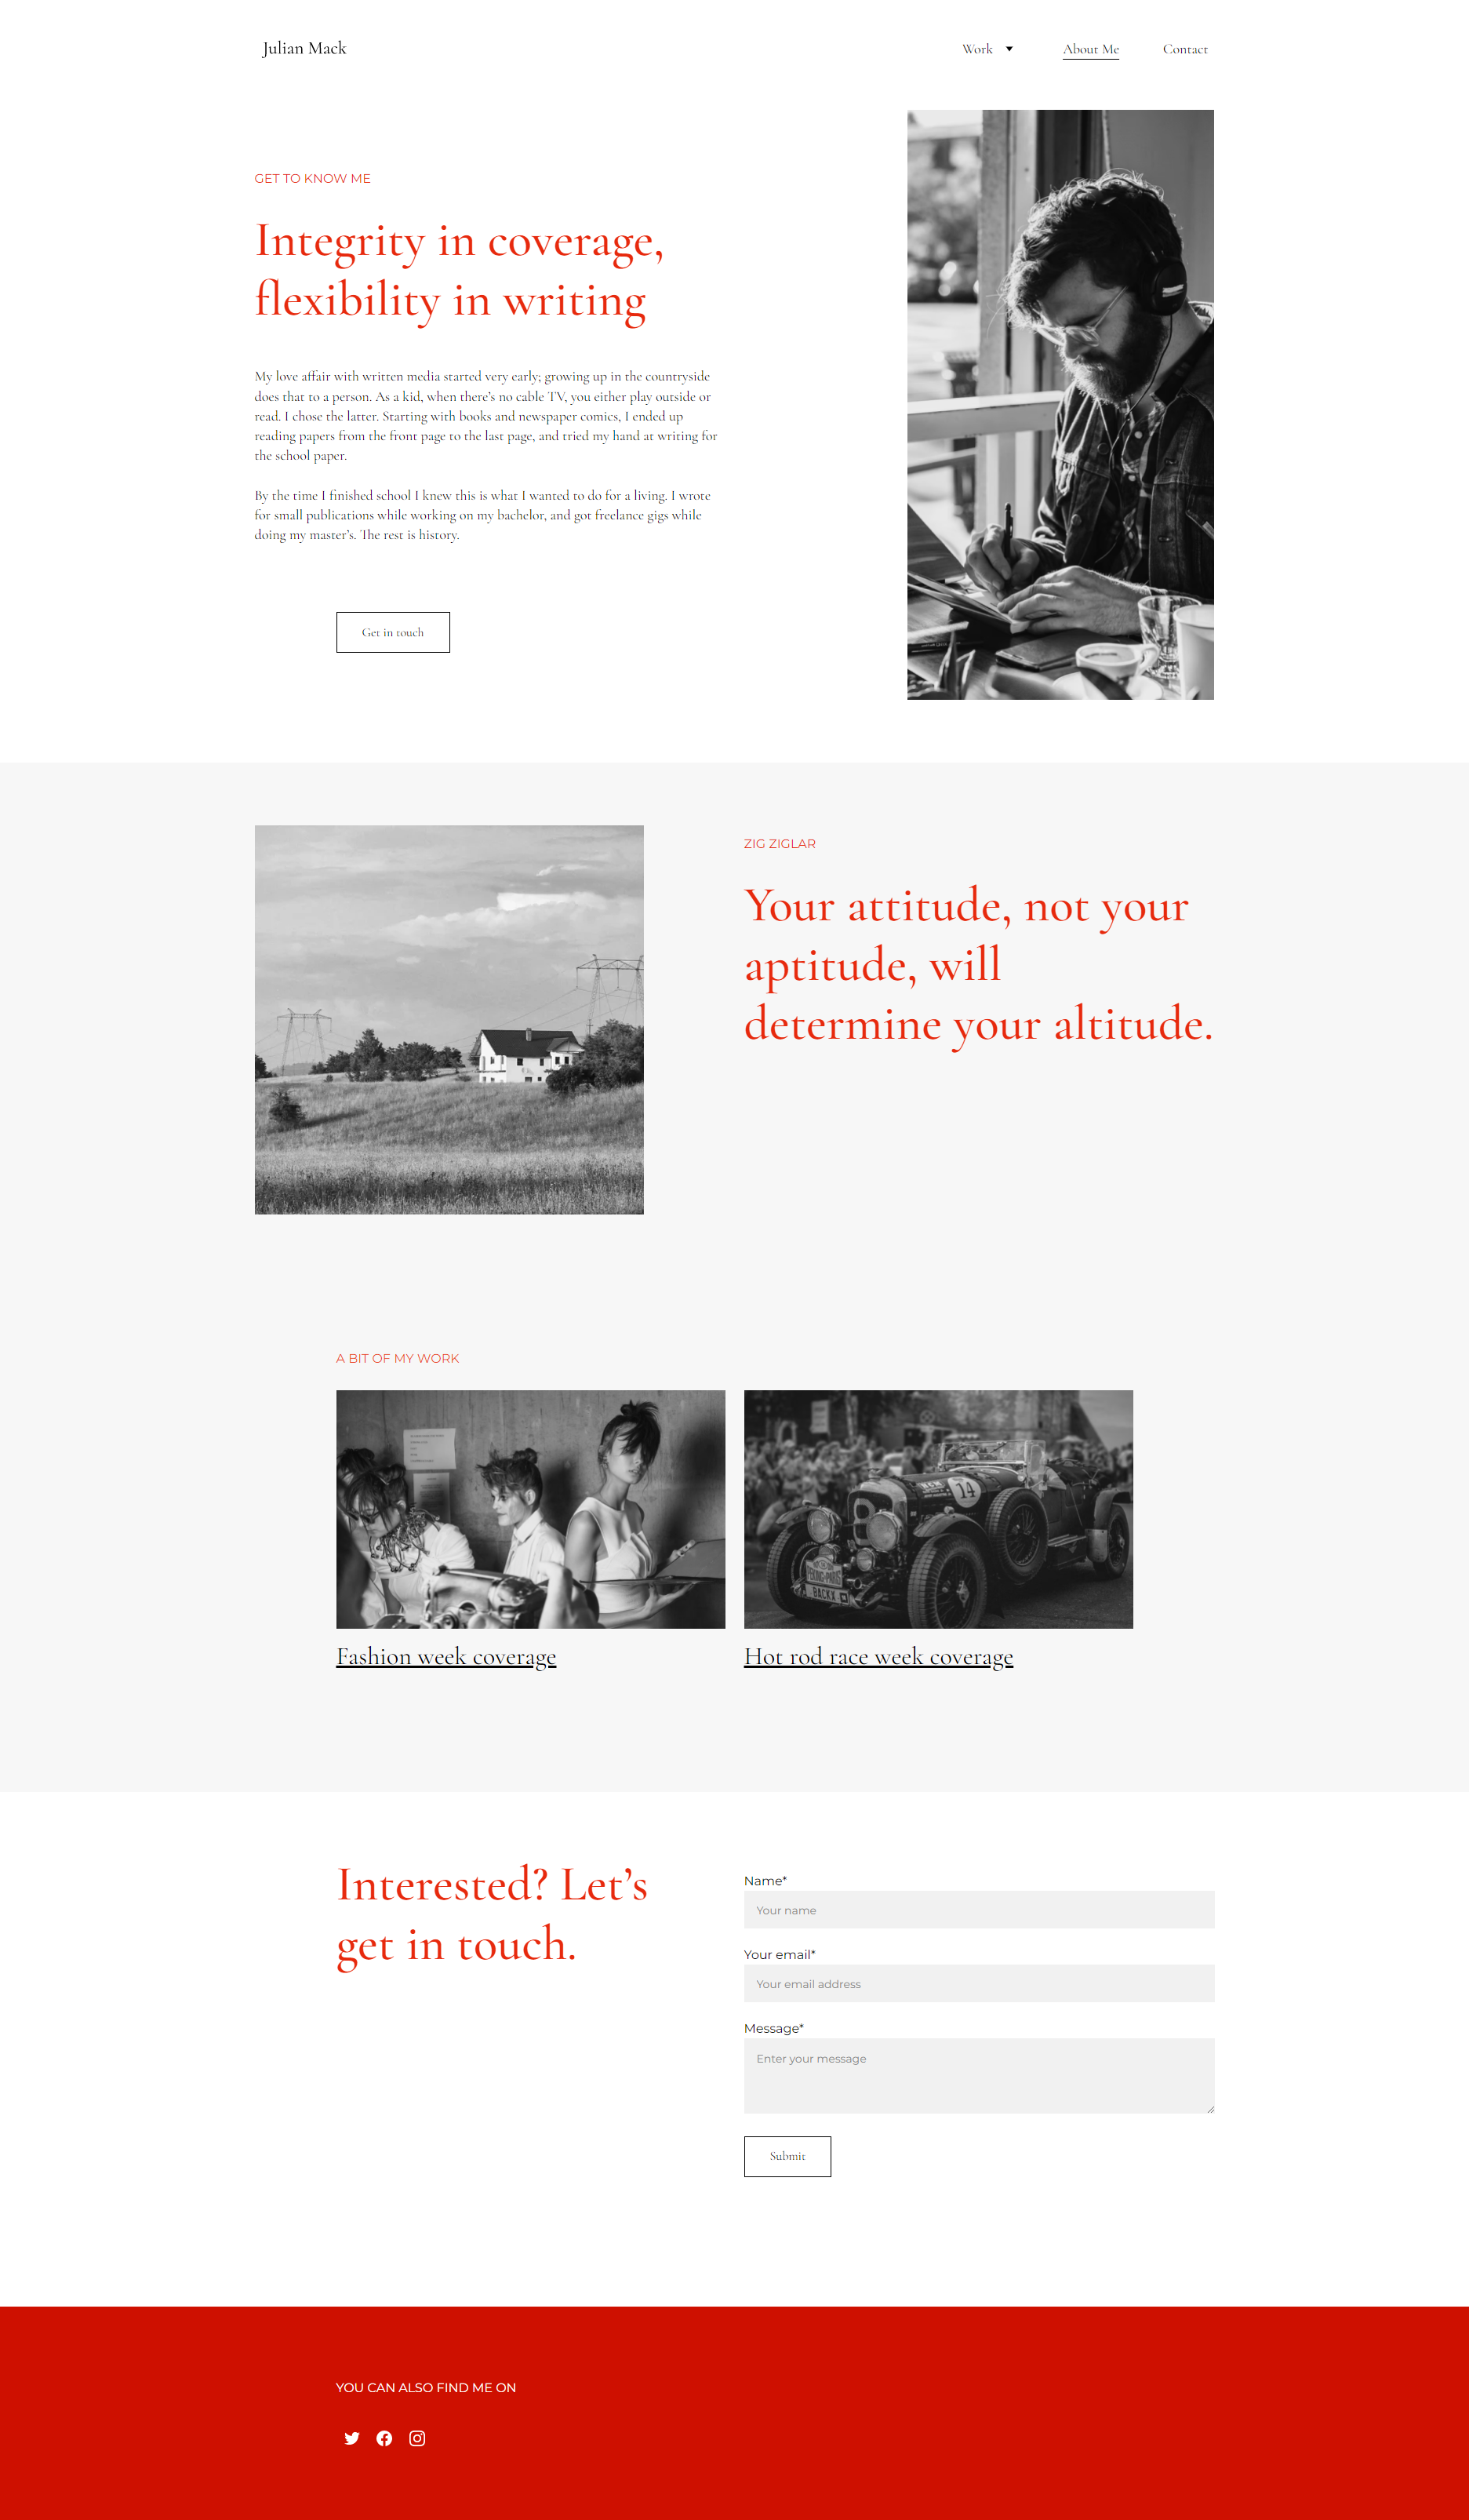 Julian Mack
Work
About Me
Contact
GET TO KNOW ME
Integrity in coverage,
flexibility in writing
My love affair with written media started very early; growing up in the countryside
does that to a person. As a kid, when there’s no cable TV, you either play outside or
read. I chose the latter. Starting with books and newspaper comics, I ended up
reading papers from the front page to the last page, and tried my hand at writing for
the school paper.
By the time I finished school I knew this is what I wanted to do for a living. I wrote
for small publications while working on my bachelor, and got freelance gigs while
doing my master’s. The rest is history.
Get in touch
ZIG ZIGLAR
Your attitude, not your
aptitude, will
determine your altitude.
A BIT OF MY WORK
14
BACKX
Fashion week coverage
Hot rod race week coverage
Interested? Let’s
get in touch.
Name*
Your name
Your email*
Your email address
Message*
Enter your message
Submit
YOU CAN ALSO FIND ME ON